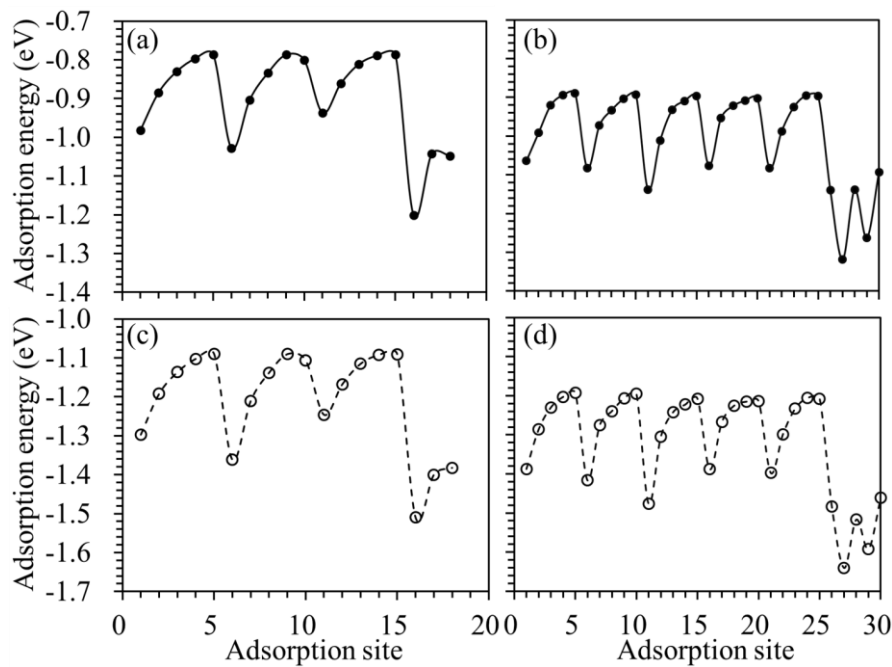 Adsorption energy (eV)
-0.7
-0.8
-0.9
-1.0
-1.1
-1.2
-1.3
-1.4
(a)
(b)
Adsorption energy (eV)
-1.0
-1.1
-1.2
-1.3
-1.4
-1.5
-1.6
-1.7
(c)
(d)
0 5 10 15 20
0 5 10 15 20 25 30
Adsorption site
Adsorption site